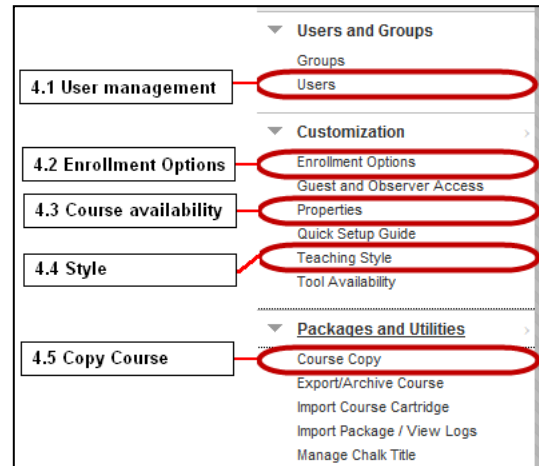 Users and Groups
Groups
4.1 User management
Users
Customization
4.2 Enrollment Options
Enrollment Options
Guest and Observer Access
4.3 Course availability
Properties
Quick Setup Guide
4.4 Style
Teaching Style
Tool Availability
Packages and Utilities
4.5 Copy Course
Course Copy
Export/Archive Course
Import Course Cartridge
Import Package / View Logs
Manage Chalk Title